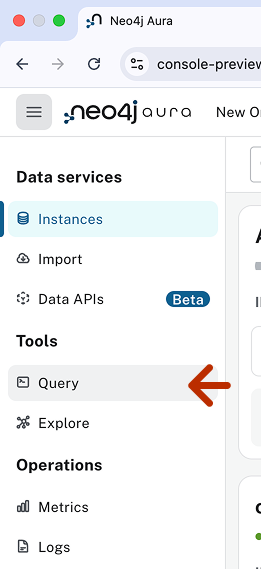 Neo4j Aura
console-preview
neo4j aura New O
Data services
Instances
Import
Data APIs Beta
Tools
Query
Explore
Operations
Metrics
Logs